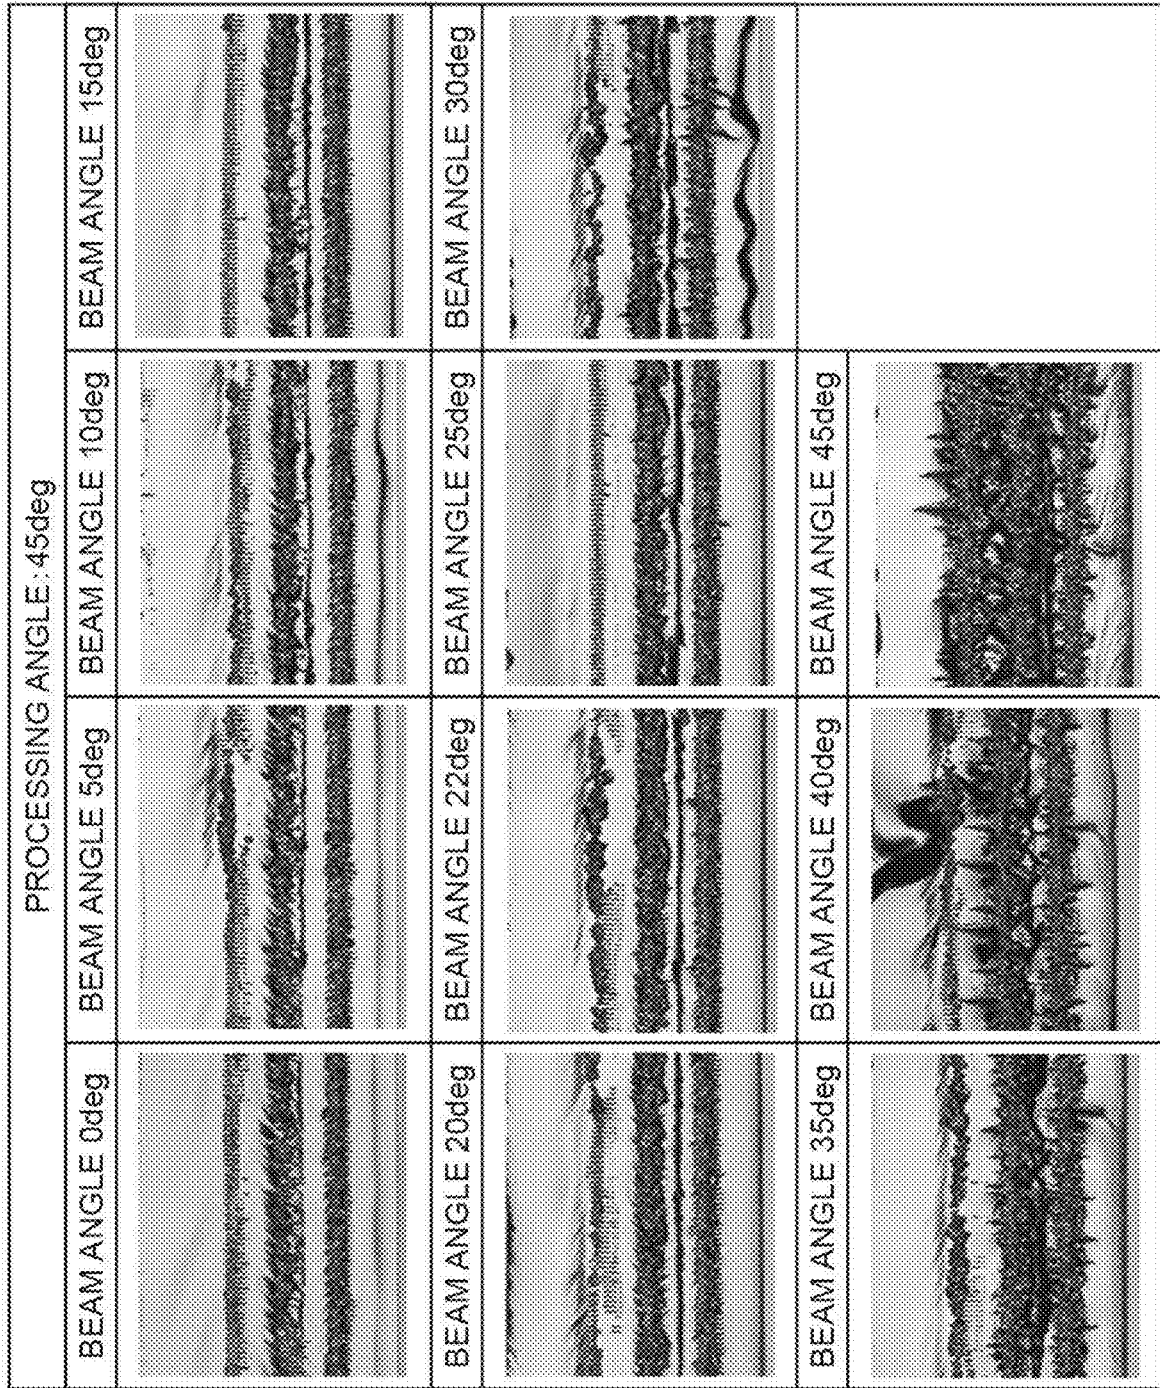 PROCESSING ANGLE:45deg
BEAM ANGLE 0deg
BEAM ANGLE 5deg
BEAM ANGLE 10deg
BEAM ANGLE 15deg
BEAM ANGLE 20deg
BEAM ANGLE 22deg
BEAM ANGLE 25deg
BEAM ANGLE 30deg
BEAM ANGLE 35deg
BEAM ANGLE 40deg
BEAM ANGLE 45deg